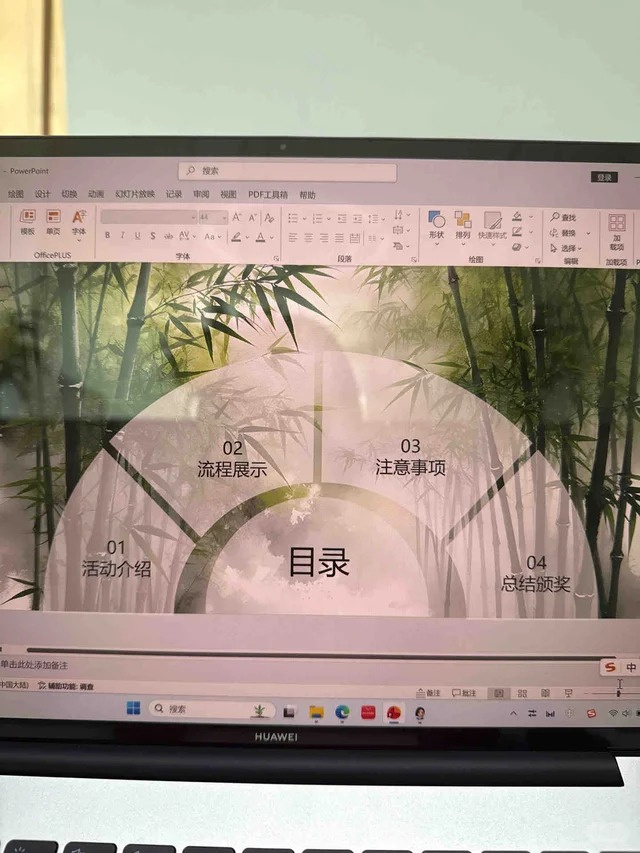 PowerPoint
搜索
登录
绘图 设计 切换 动画 幻灯片放映 记录 审阅 视图 PDF工具箱 帮助
模板 单页 字体
OfficePLUS
44
B I U S ab AV Aa
字体
段落
形状 排列 快速样式
绘图
查找
替换
选择
编辑
加载项
加载项
02
流程展示
03
注意事项
01
活动介绍
目录
04
总结颁奖
单击此处添加备注
中
中国大陆) 辅助功能: 调查
备注 批注
搜索
HUAWEI